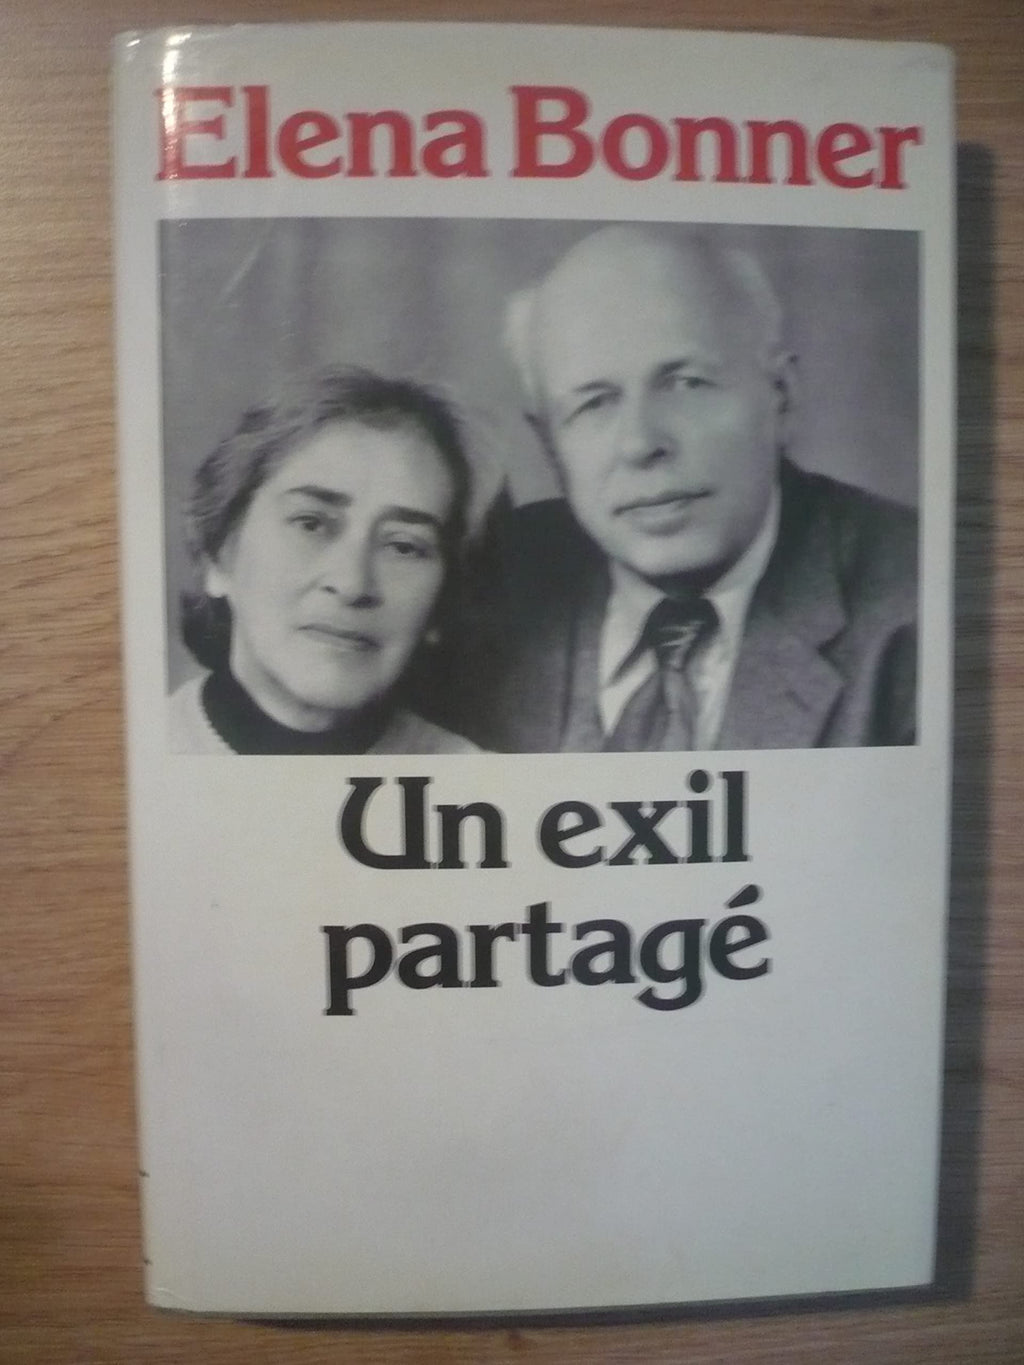 Elena Bonner
Un exil
partagé